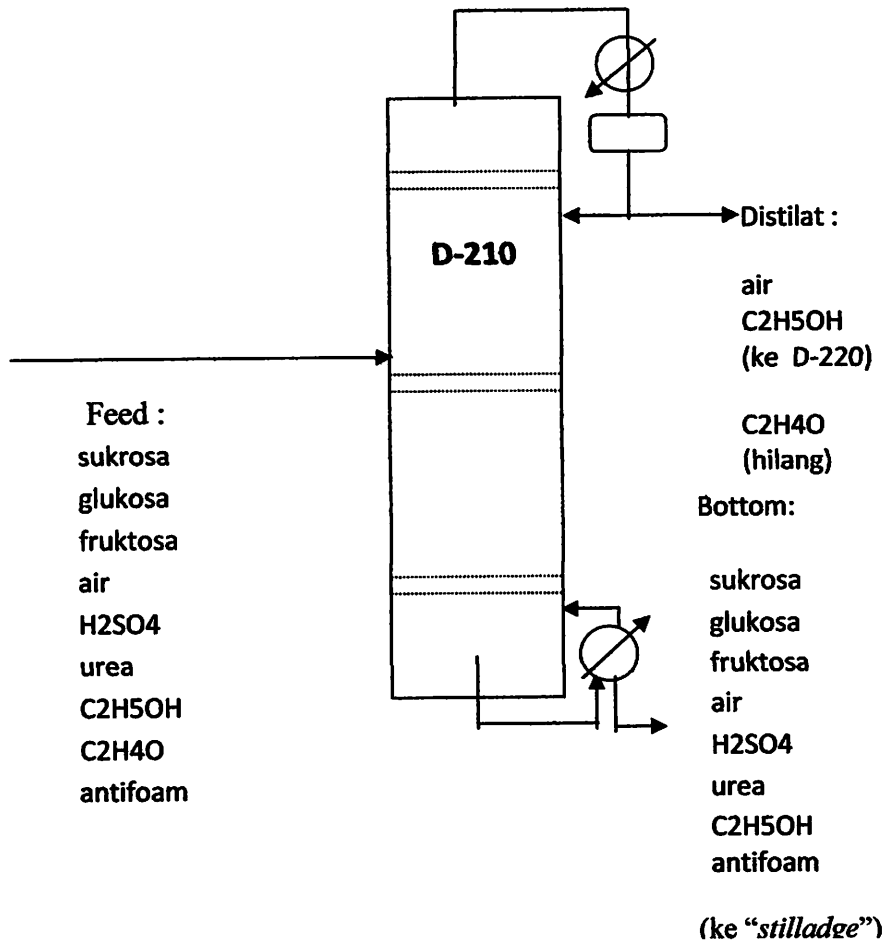 D-210
Distilat :
air
C2H5OH
(ke D-220)
C2H4O
(hilang)
Feed :
sukrosa
glukosa
fruktosa
air
H2SO4
urea
C2H5OH
C2H4O
antifoam
Bottom:
sukrosa
glukosa
fruktosa
air
H2SO4
urea
C2H5OH
antifoam
(ke “stilladge”)